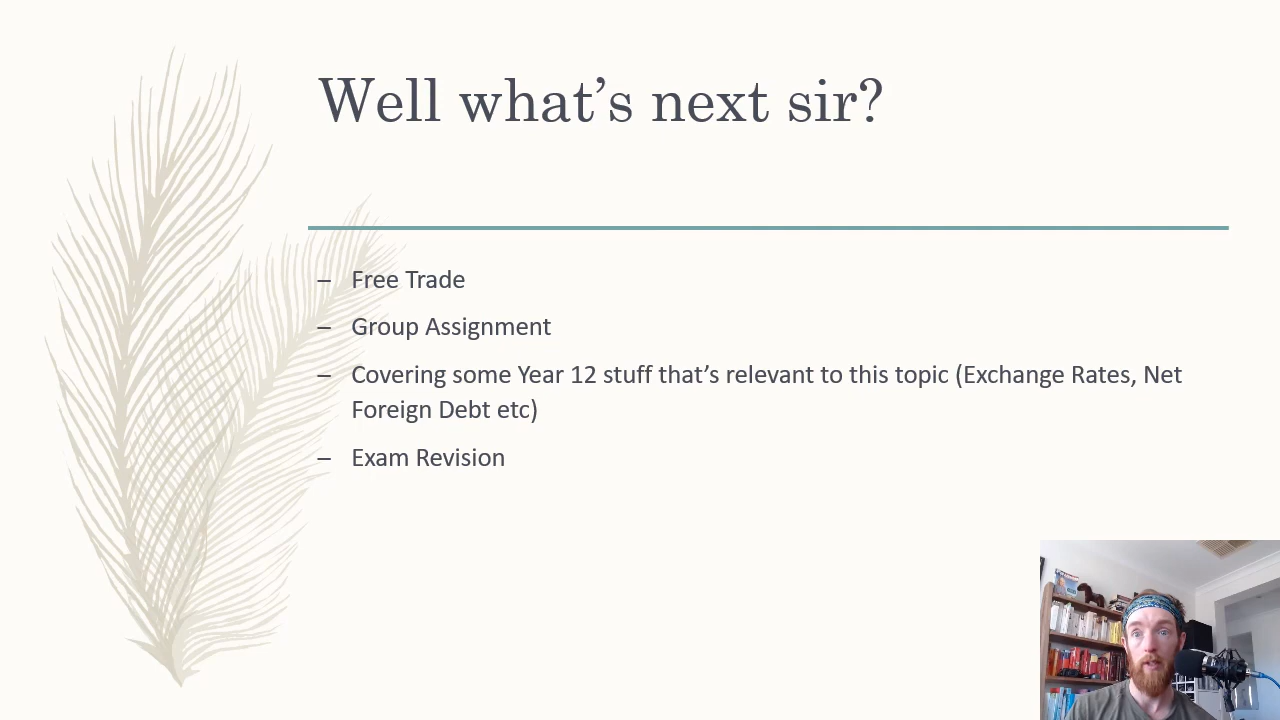 Well what’s next sir?
– Free Trade
– Group Assignment
– Covering some Year 12 stuff that’s relevant to this topic (Exchange Rates, Net
Foreign Debt etc)
– Exam Revision